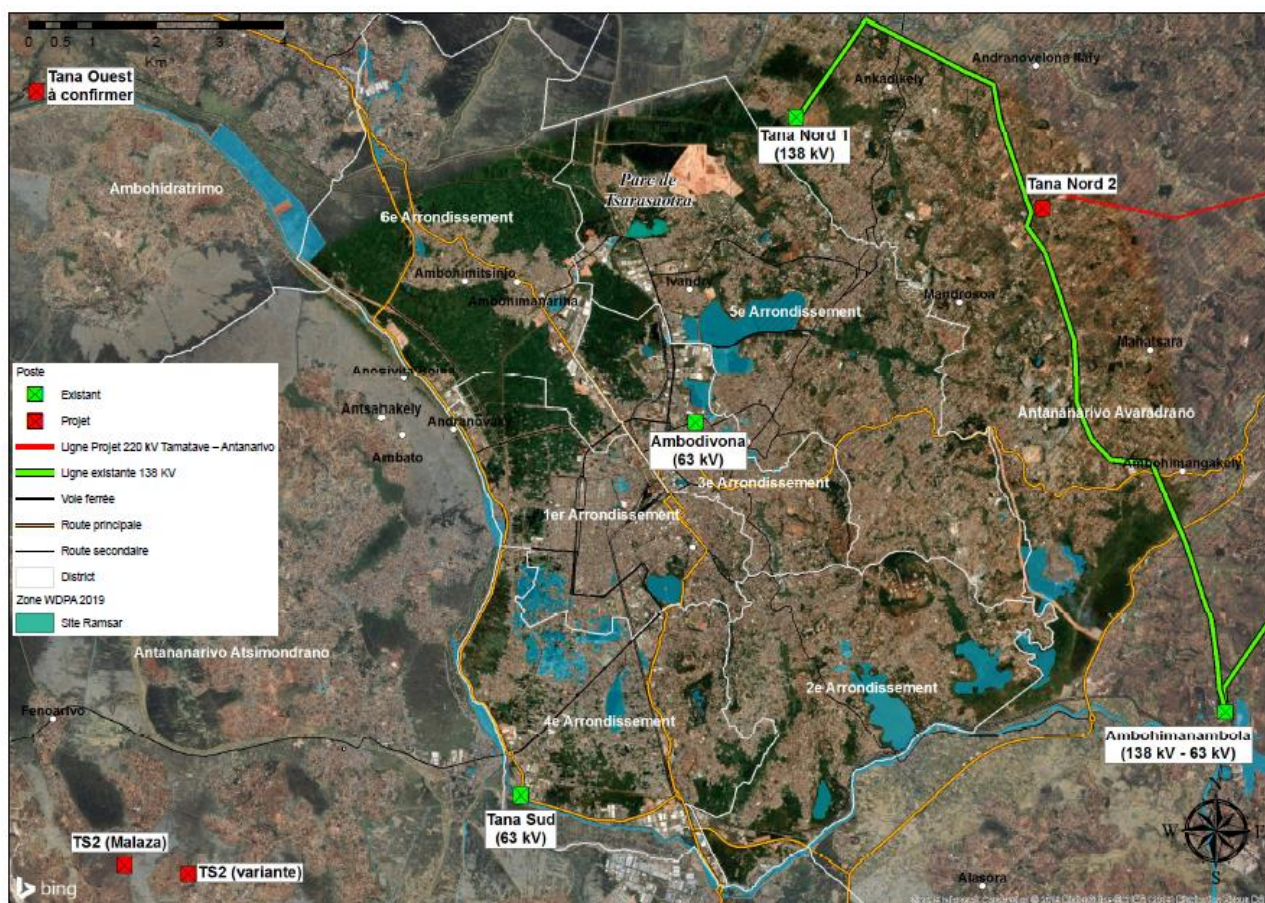 0 0.5 1 2 3 4
Km
Tana Ouest
à confirmer
Andranovelona Ilafy
Ankadikely
Tana Nord 1
(138 kV)
Parc de
Tsarasaotra
Tana Nord 2
Ambohidratrimo
6e Arrondissement
Ambohimitsinjo
Ambohimanarina
Ivandry
Mandrosoa
5e Arrondissement
Mahatsara
Antsahakely
Andranovaky
Ambato
Antananarivo Avaradrano
Ambodivona
(63 kV)
3e Arrondissement
Ambohimangakely
1er Arrondissement
Poste
Existant
Projet
Ligne Projet 220 kV Tamatave – Antanarivo
Ligne existante 138 KV
Voie ferrée
Route principale
Route secondaire
District
Zone WDPA 2019
Site Ramsar
Antananarivo Atsimondrano
2e Arrondissement
Fenoarivo
4e Arrondissement
Ambohimanambola
(138 kV - 63 kV)
Tana Sud
(63 kV)
N
W E
S
TS2 (Malaza)
TS2 (variante)
Alasora
bing